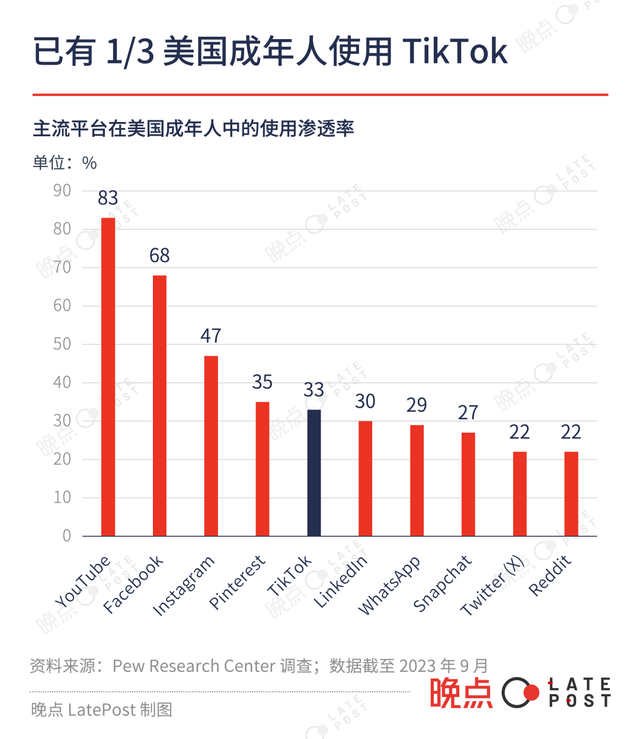 已有 1/3 美国成年人使用 TikTok
主流平台在美国成年人中的使用渗透率
单位：%
90
80
70
60
50
40
30
20
10
0
83
68
47
35
33
30
29
27
22
22
YouTube
Facebook
Instagram
Pinterest
TikTok
LinkedIn
WhatsApp
Snapchat
Twitter (X)
Reddit
资料来源：Pew Research Center 调查；数据截至 2023 年 9 月
晚点 LatePost 制图
晚点 LATE POST